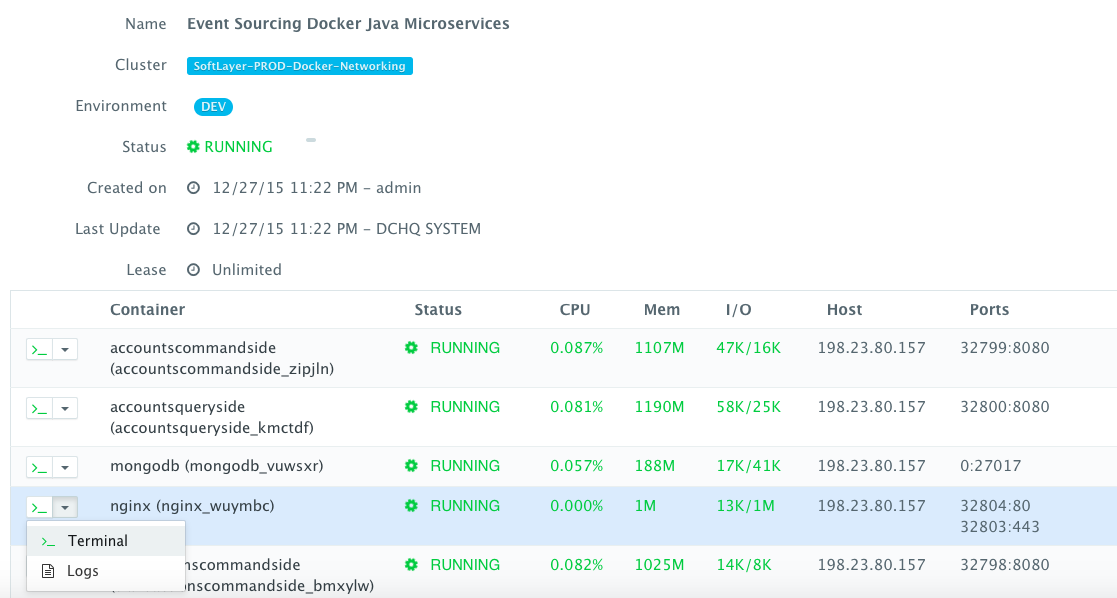 Name Event Sourcing Docker Java Microservices
Cluster SoftLayer-PROD-Docker-Networking
Environment DEV
Status RUNNING
Created on 12/27/15 11:22 PM – admin
Last Update 12/27/15 11:22 PM – DCHQ SYSTEM
Lease Unlimited
Container Status CPU Mem I/O Host Ports
>_ accountscommandside RUNNING 0.087% 1107M 47K/16K 198.23.80.157 32799:8080
(accountscommandside_zipjln)
>_ accountsqueryside RUNNING 0.081% 1190M 58K/25K 198.23.80.157 32800:8080
(accountsqueryside_kmctdf)
>_ mongodb (mongodb_vuwsxr) RUNNING 0.057% 188M 17K/41K 198.23.80.157 0:27017
>_ nginx (nginx_wuymbc) RUNNING 0.000% 1M 13K/1M 198.23.80.157 32804:80
32803:443
>_ Terminal
Logs
nscommandside RUNNING 0.082% 1025M 14K/8K 198.23.80.157 32798:8080
onscommandside_bmxylw)